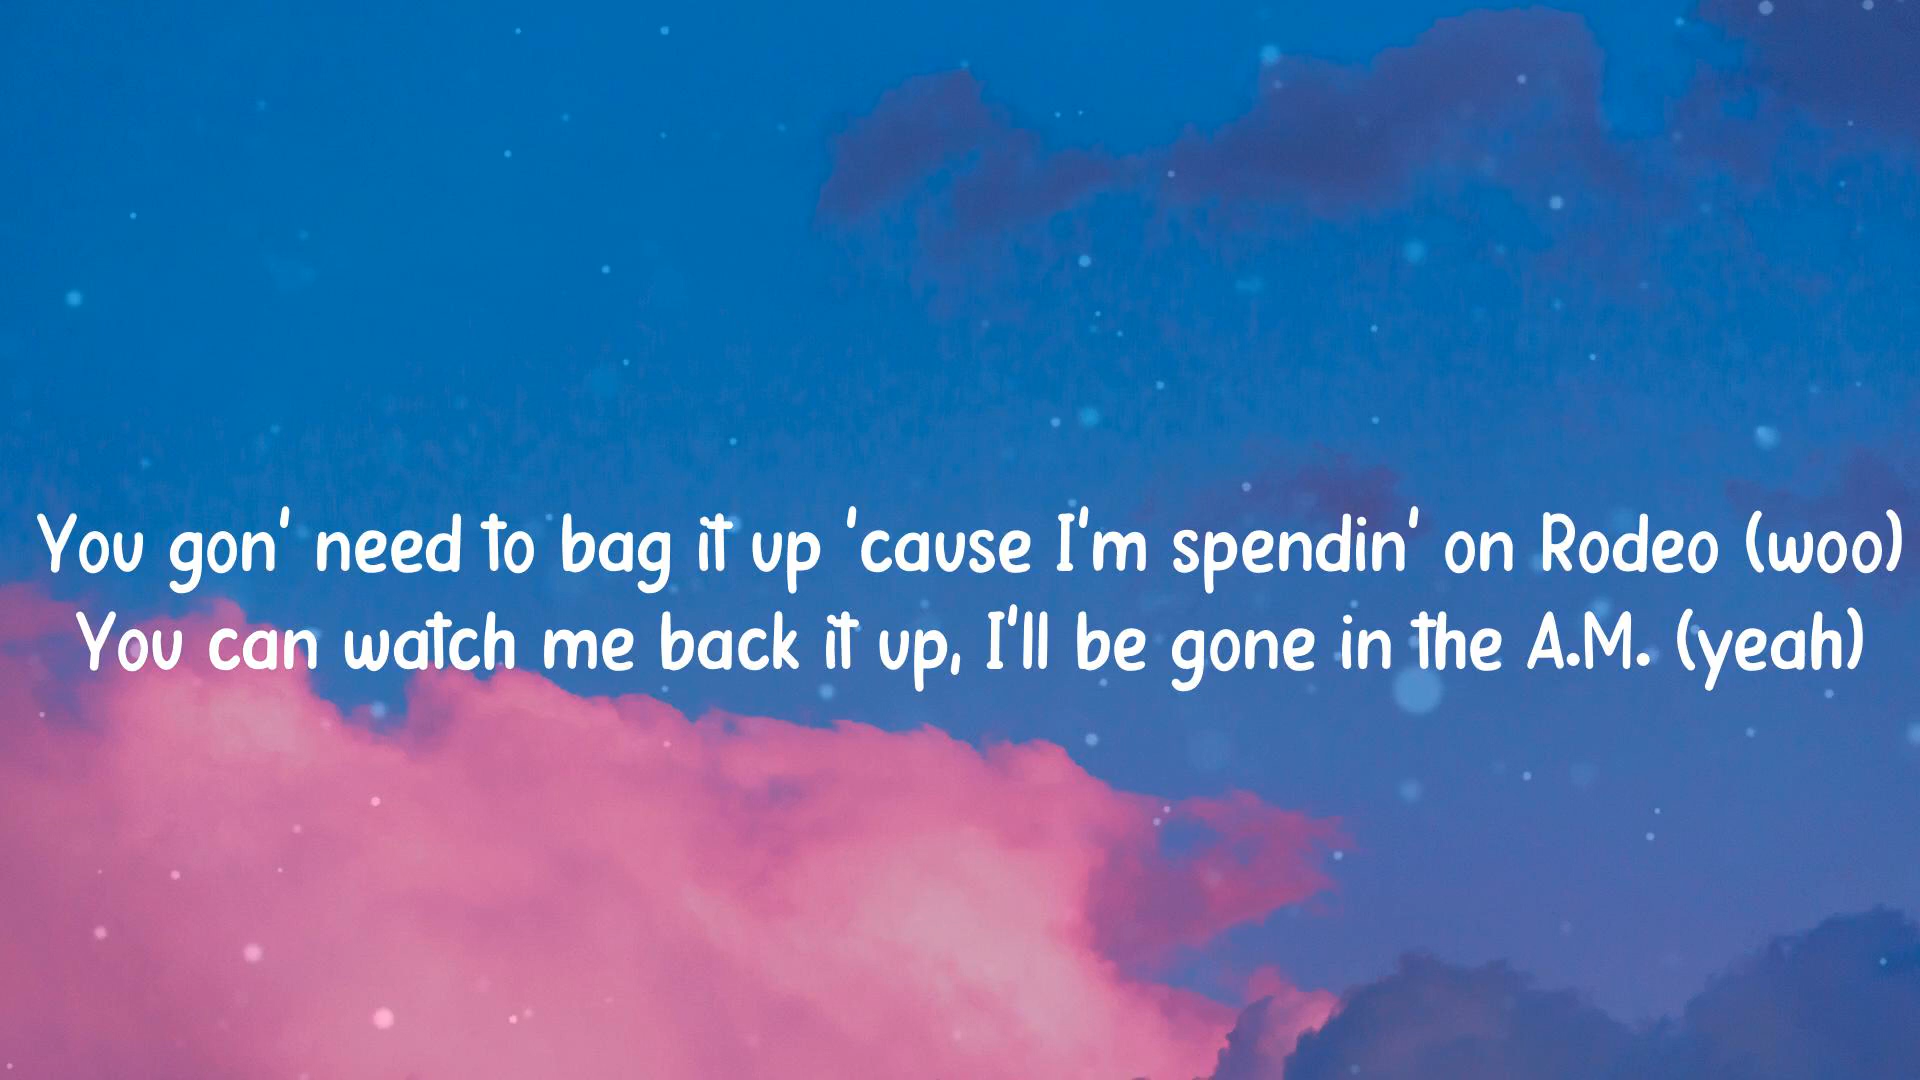 You gon' need to bag it up 'cause I'm spendin' on Rodeo (woo)
You can watch me back it up, I'll be gone in the A.M. (yeah)